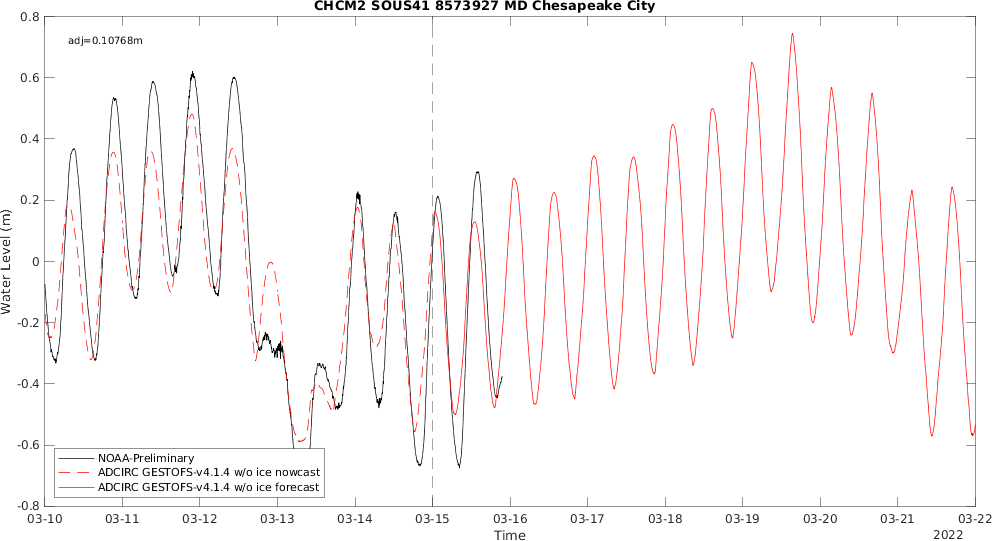 CHCM2 SOUS41 8573927 MD Chesapeake City
adj=0.10768m
0.8
0.6
0.4
0.2
0
-0.2
-0.4
-0.6
-0.8
Water Level (m)
NOAA-Preliminary
ADCIRC GESTOFS-v4.1.4 w/o ice nowcast
ADCIRC GESTOFS-v4.1.4 w/o ice forecast
03-10 03-11 03-12 03-13 03-14 03-15 03-16 03-17 03-18 03-19 03-20 03-21 03-22
Time
2022